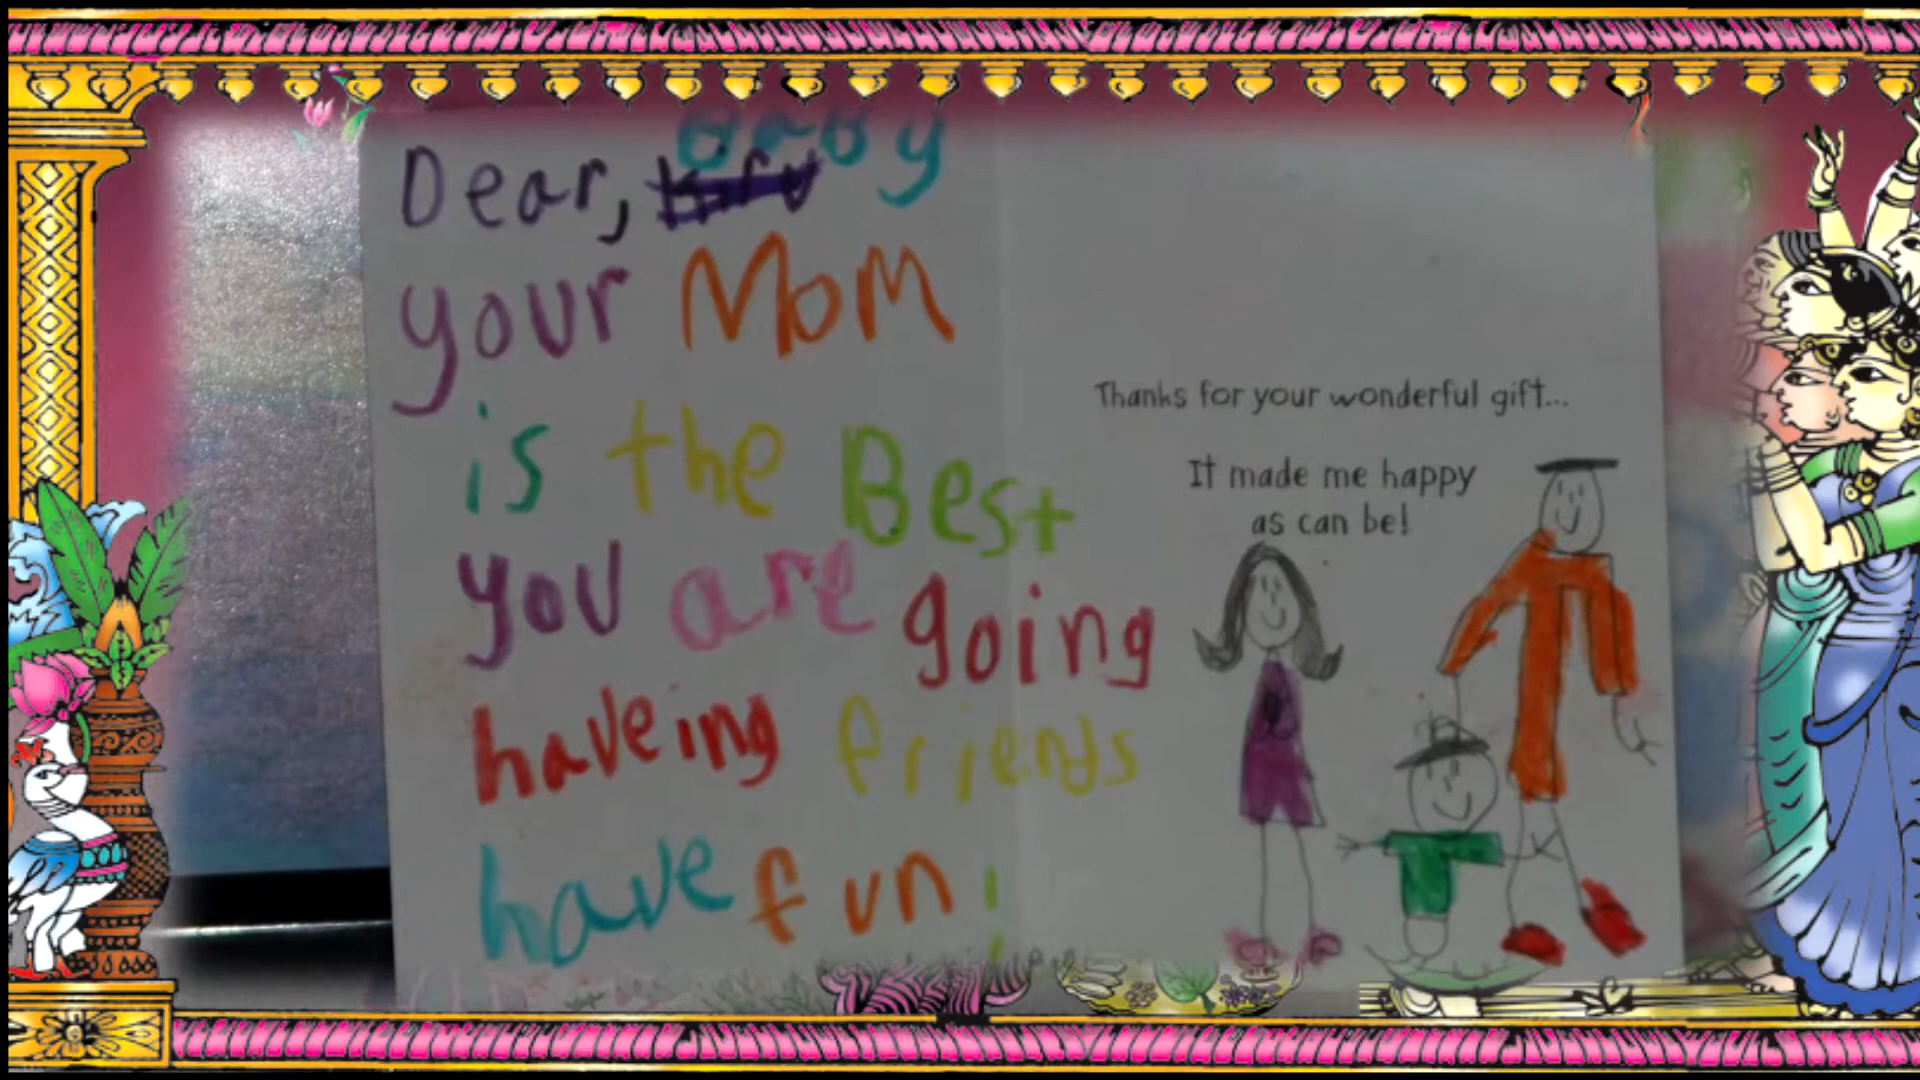 Dear, Baby
your Mom
is the Best
you are going
haveing friends
have fun!
Thanks for your wonderful gift...
It made me happy
as can be!